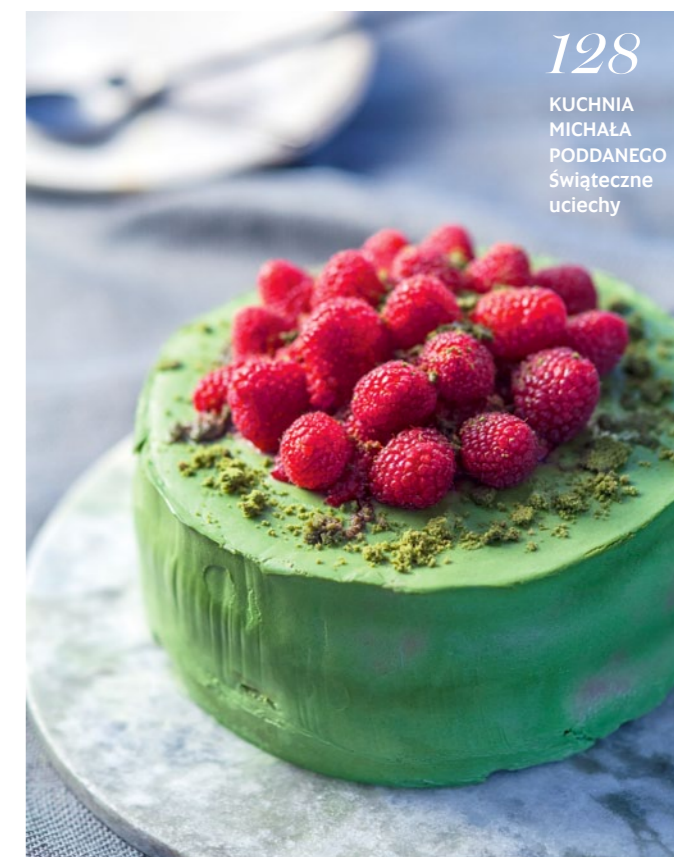 128
KUCHNIA
MICHAŁA
PODDANEGO
Świąteczne
uciechy